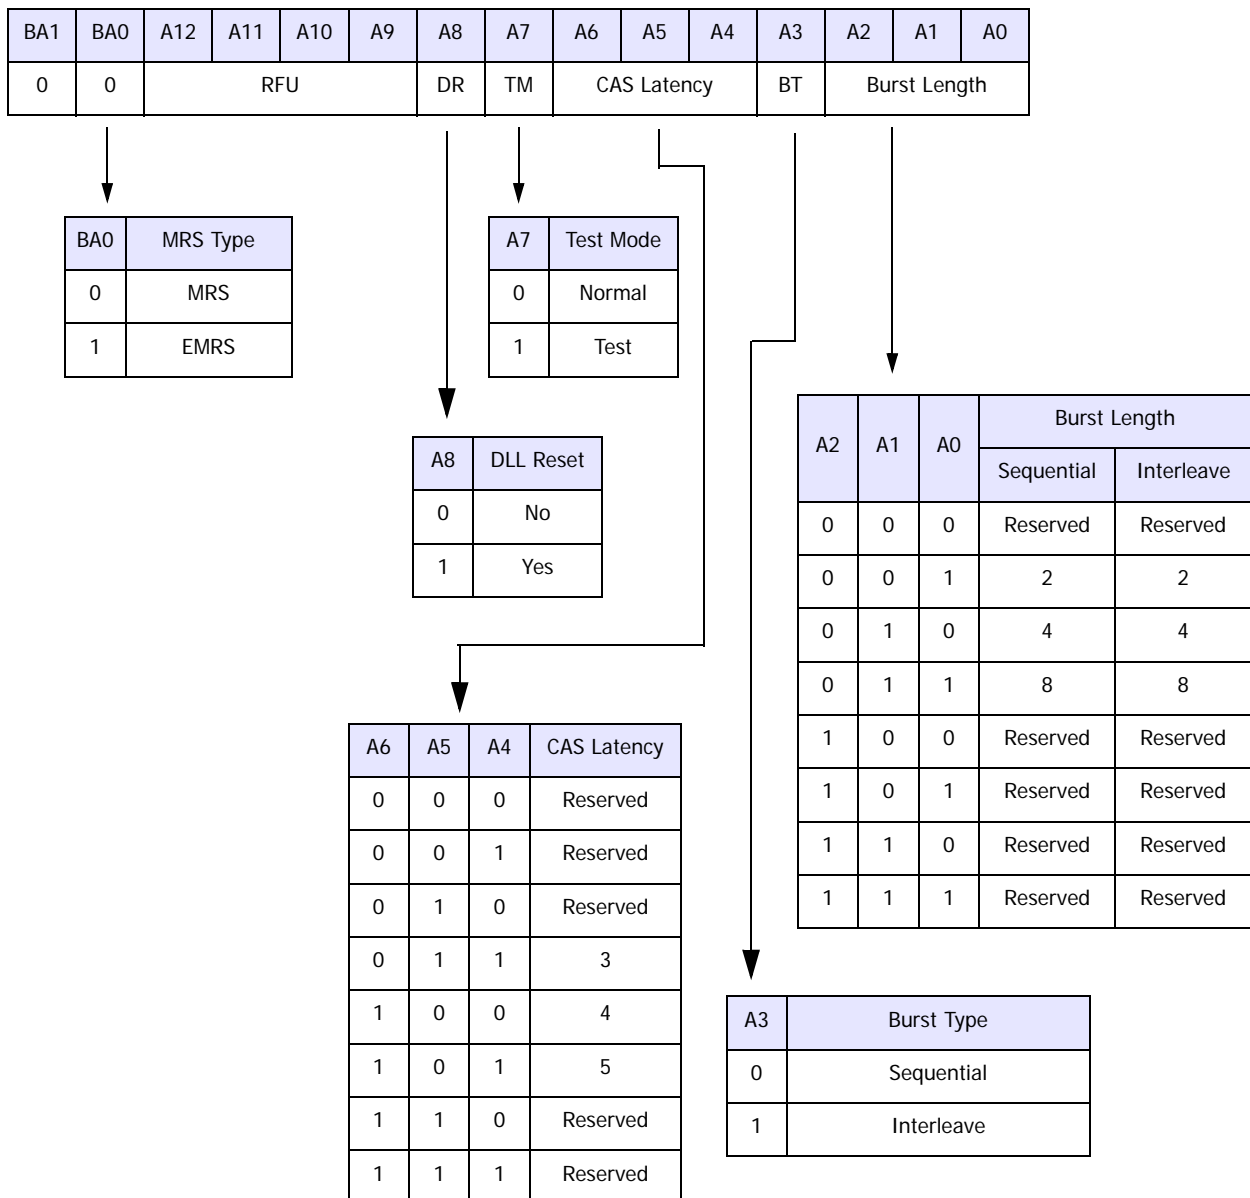 BA1 BA0 A12 A11 A10 A9 A8 A7 A6 A5 A4 A3 A2 A1 A0
0 0 RFU DR TM CAS Latency BT Burst Length
BA0 MRS Type
0 MRS
1 EMRS
A7 Test Mode
0 Normal
1 Test
A8 DLL Reset
0 No
1 Yes
A2 A1 A0 Burst Length
Sequential Interleave
0 0 0 Reserved Reserved
0 0 1 2 2
0 1 0 4 4
0 1 1 8 8
1 0 0 Reserved Reserved
1 0 1 Reserved Reserved
1 1 0 Reserved Reserved
1 1 1 Reserved Reserved
A6 A5 A4 CAS Latency
0 0 0 Reserved
0 0 1 Reserved
0 1 0 Reserved
0 1 1 3
1 0 0 4
1 0 1 5
1 1 0 Reserved
1 1 1 Reserved
A3 Burst Type
0 Sequential
1 Interleave